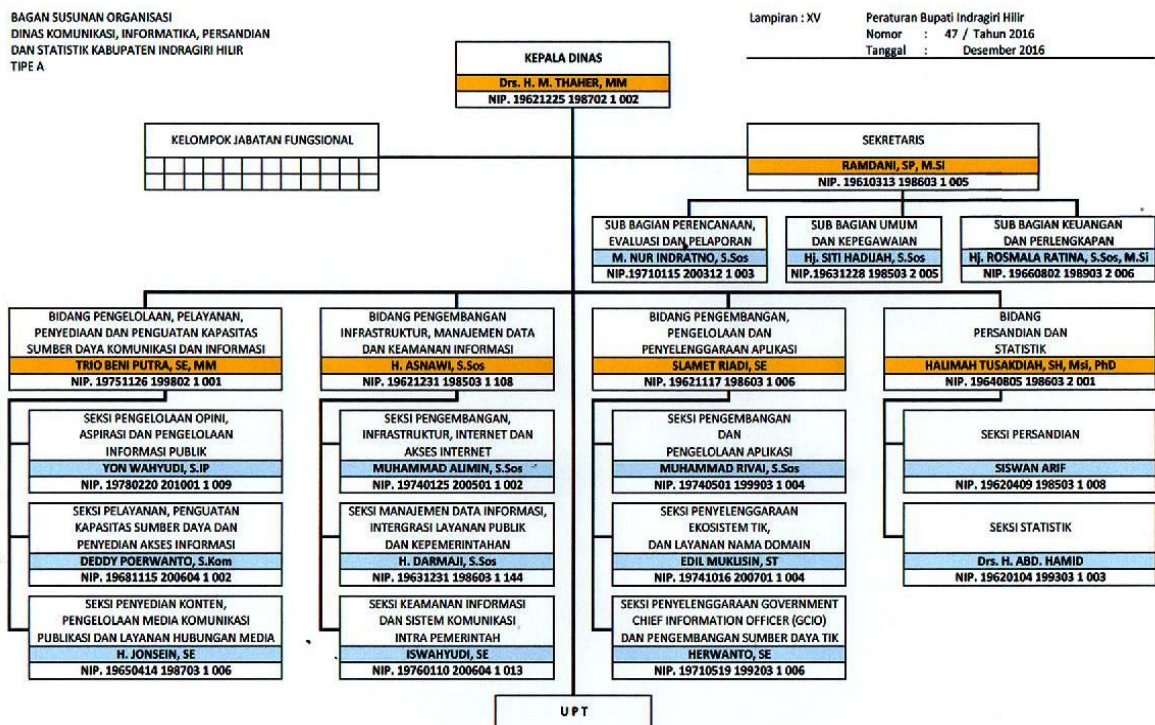 BAGAN SUSUNAN ORGANISASI
DINAS KOMUNIKASI, INFORMATIKA, PERSANDIAN
DAN STATISTIK KABUPATEN INDRAGIRI HILIR
TIPE A
Lampiran : XV Peraturan Bupati Indragiri Hilir
Nomor : 47 / Tahun 2016
Tanggal : Desember 2016
KEPALA DINAS
Drs. H. M. THAHER, MM
NIP. 19621225 198702 1 002
KELOMPOK JABATAN FUNGSIONAL
SEKRETARIS
RAMDANI, SP, M.SI
NIP. 19610313 198603 1 005
SUB BAGIAN PERENCANAAN,
EVALUASI DAN PELAPORAN
M. NUR INDRATNO, S.Sos
NIP.19710115 200312 1 003
SUB BAGIAN UMUM
DAN KEPEGAWAIAN
Hj. SITI HADIJAH, S.Sos
NIP.19631228 198503 2 005
SUB BAGIAN KEUANGAN
DAN PERLENGKAPAN
Hj. ROSMALA RATINA, S.Sos, M.Si
NIP. 19660802 198903 2 006
BIDANG PENGELOLAAN, PELAYANAN,
PENYEDIAAN DAN PENGUATAN KAPASITAS
SUMBER DAYA KOMUNIKASI DAN INFORMASI
TRIO BENI PUTRA, SE, MM
NIP. 19751126 199802 1 001
BIDANG PENGEMBANGAN
INFRASTRUKTUR, MANAJEMEN DATA
DAN KEAMANAN INFORMASI
H. ASNAWI, S.Sos
NIP. 19621231 198503 1 108
BIDANG PENGEMBANGAN,
PENGELOLAAN DAN
PENYELENGGARAAN APLIKASI
SLAMET RIADI, SE
NIP. 19621117 198603 1 006
BIDANG
PERSANDIAN DAN
STATISTIK
HALIMAH TUSAKDIAH, SH, Msi, PhD
NIP. 19640805 198603 2 001
SEKSI PENGELOLAAN OPINI,
ASPIRASI DAN PENGELOLAAN
INFORMASI PUBLIK
YON WAHYUDI, S.IP
NIP. 19780220 201001 1 009
SEKSI PENGEMBANGAN,
INFRASTRUKTUR, INTERNET DAN
AKSES INTERNET
MUHAMMAD ALIMIN, S.Sos
NIP. 19740125 200501 1 002
SEKSI PENGEMBANGAN
DAN
PENGELOLAAN APLIKASI
MUHAMMAD RIVAI, S.Sos
NIP. 19740501 199903 1 004
SEKSI PERSANDIAN
SISWAN ARIF
NIP. 19620409 198503 1 008
SEKSI PELAYANAN, PENGUATAN
KAPASITAS SUMBER DAYA DAN
PENYEDIAN AKSES INFORMASI
DEDDY POERWANTO, S.Kom
NIP. 19681115 200604 1 002
SEKSI MANAJEMEN DATA INFORMASI,
INTERGRASI LAYANAN PUBLIK
DAN KEPEMERINTAHAN
H. DARMAJI, S.Sos
NIP. 19631231 198603 1 144
SEKSI PENYELENGGARAAN
EKOSISTEM TIK,
DAN LAYANAN NAMA DOMAIN
EDIL MUKLISIN, ST
NIP. 19741016 200701 1 004
SEKSI STATISTIK
Drs. H. ABD. HAMID
NIP. 19620104 199303 1 003
SEKSI PENYEDIAN KONTEN,
PENGELOLAAN MEDIA KOMUNIKASI
PUBLIKASI DAN LAYANAN HUBUNGAN MEDIA
H. JONSEIN, SE
NIP. 19650414 198703 1 006
SEKSI KEAMANAN INFORMASI
DAN SISTEM KOMUNIKASI
INTRA PEMERINTAH
ISWAHYUDI, SE
NIP. 19760110 200604 1 013
SEKSI PENYELENGGARAAN GOVERNMENT
CHIEF INFORMATION OFFICER (GCIO)
DAN PENGEMBANGAN SUMBER DAYA TIK
HERWANTO, SE
NIP. 19710519 199203 1 006
UPT